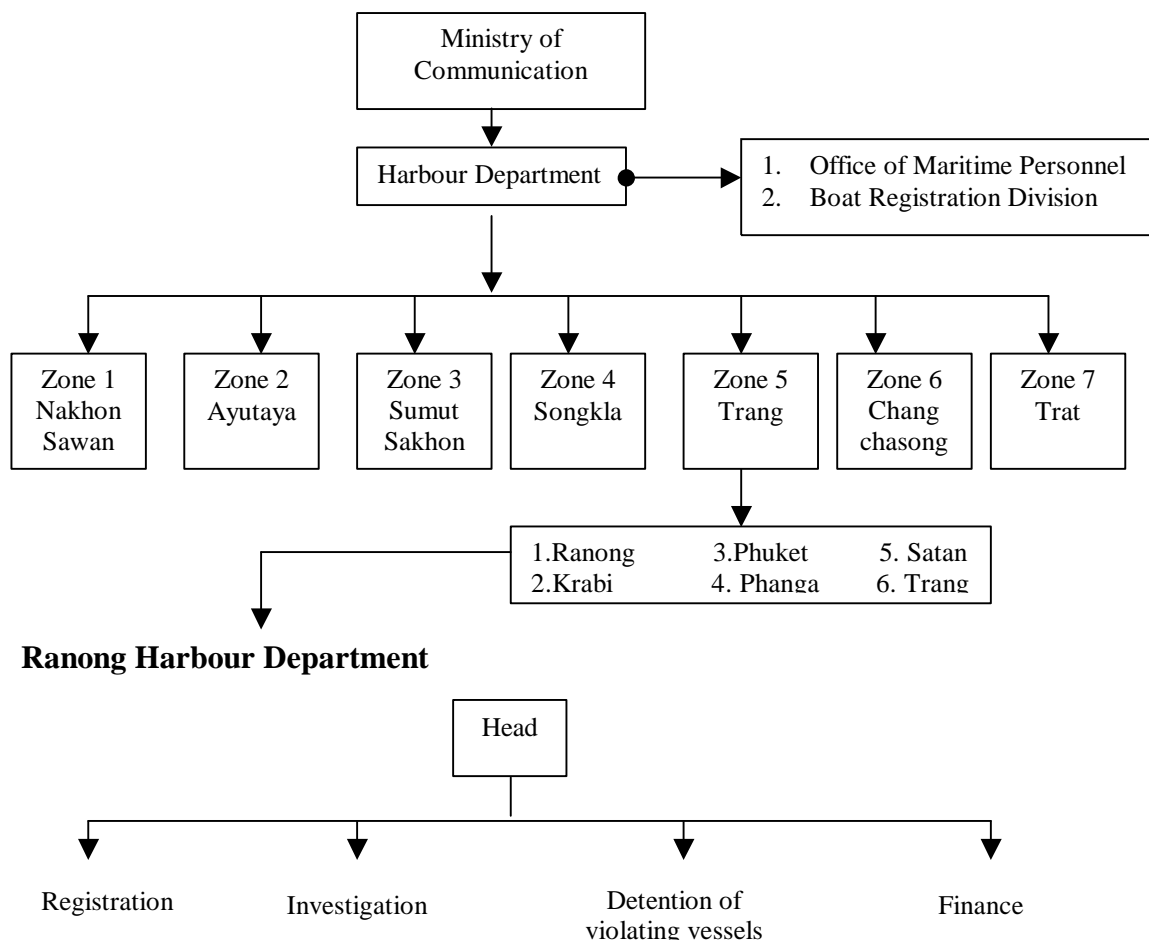 Ministry of
Communication
Harbour Department
1. Office of Maritime Personnel
2. Boat Registration Division
Zone 1
Nakhon
Sawan
Zone 2
Ayutaya
Zone 3
Sumut
Sakhon
Zone 4
Songkla
Zone 5
Trang
Zone 6
Chang
chasong
Zone 7
Trat
1.Ranong 3.Phuket 5. Satan
2.Krabi 4. Phanga 6. Trang
Ranong Harbour Department
Head
Registration
Investigation
Detention of
violating vessels
Finance